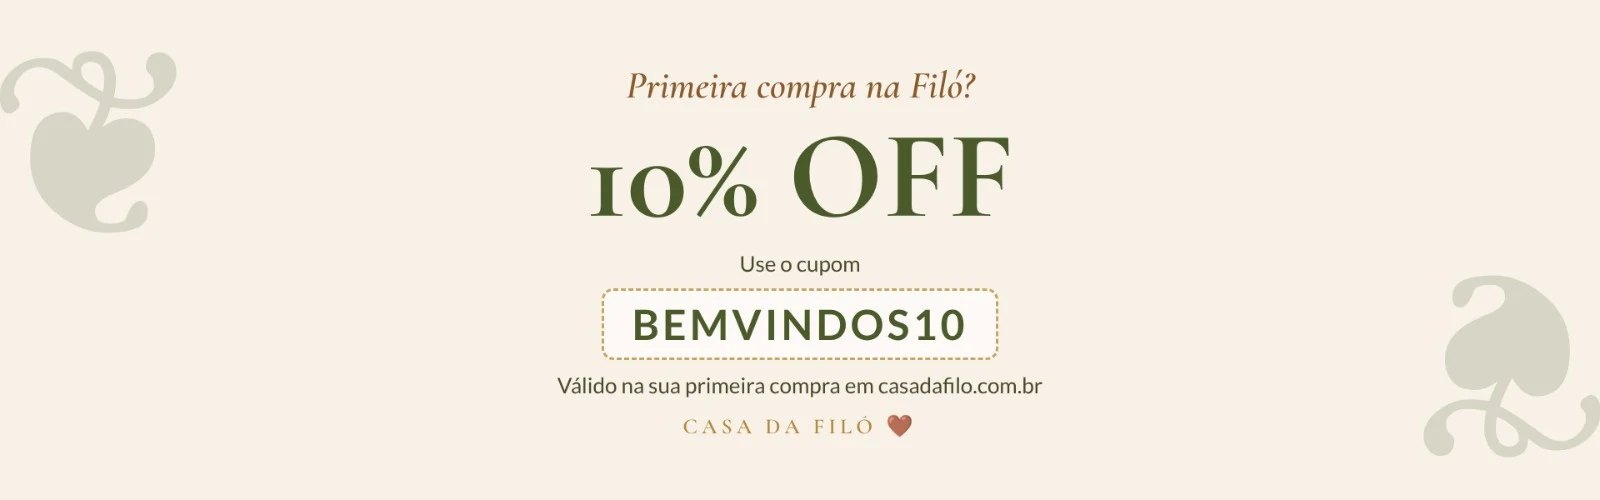 Primeira compra na Filó?
10% OFF
Use o cupom
BEMVINDOS10
Válido na sua primeira compra em casadafilo.com.br
CASA DA FILÓ 🤎